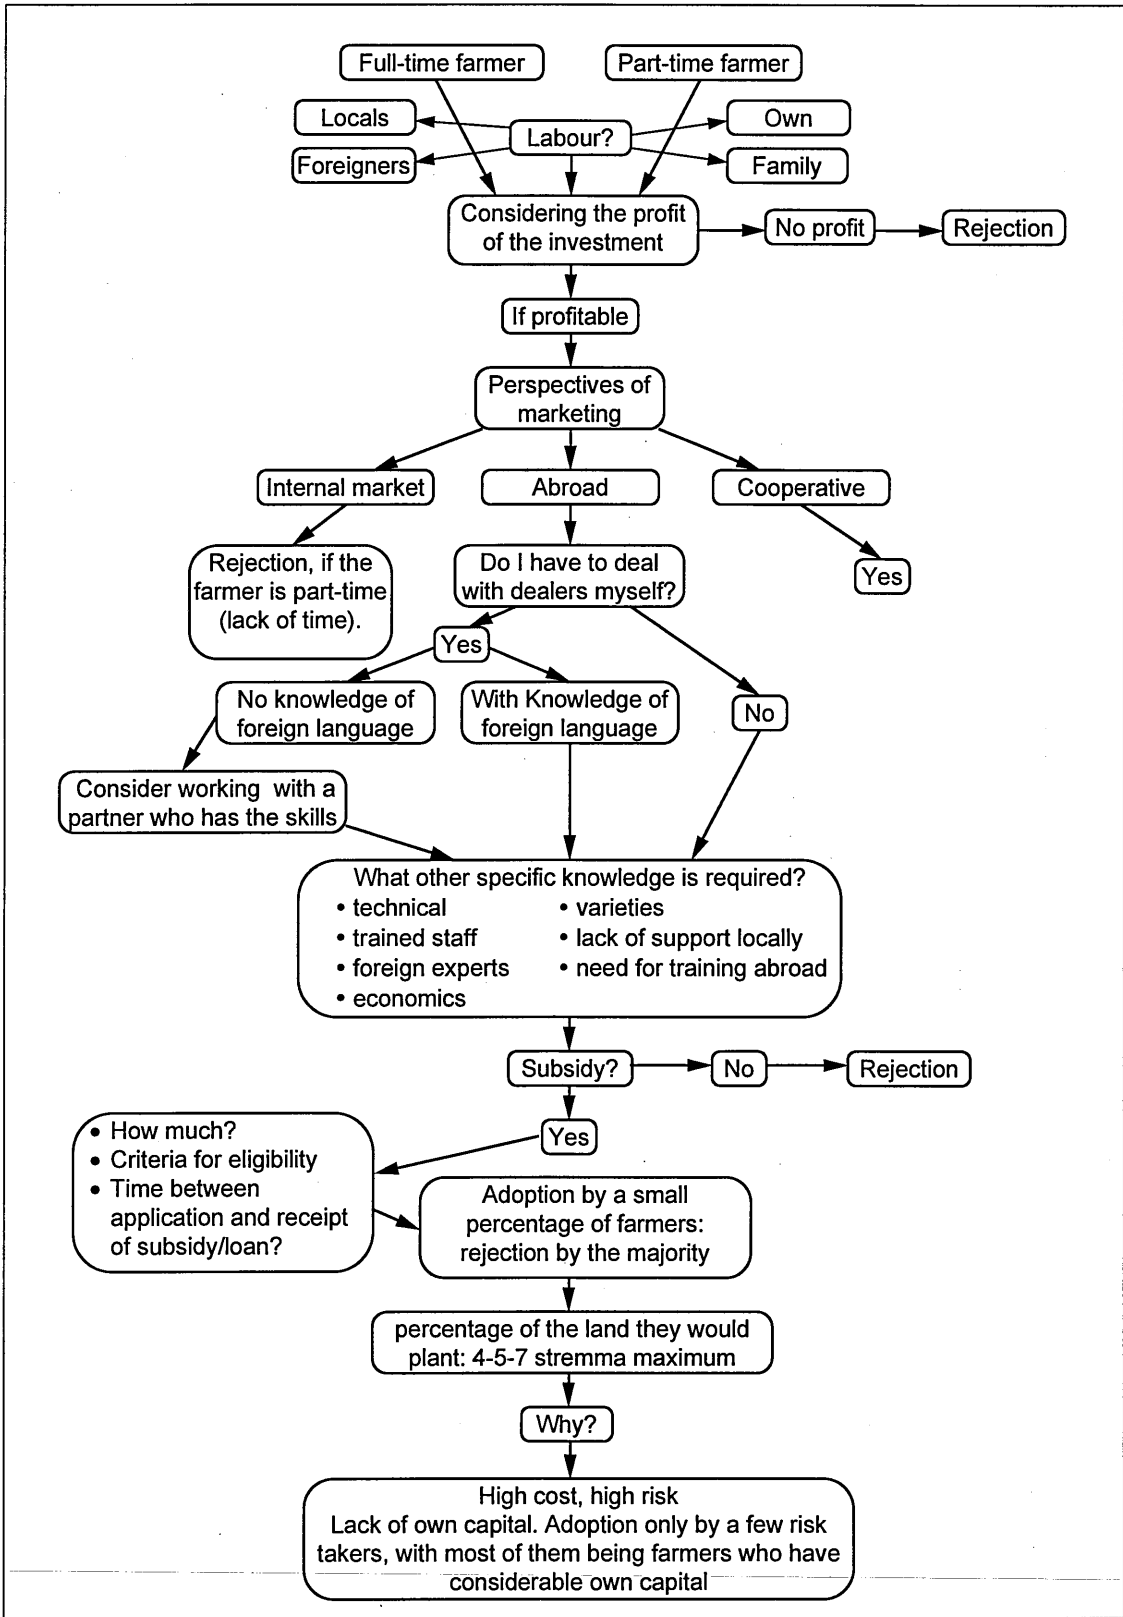 Full-time farmer
Part-time farmer
Locals
Own
Labour?
Foreigners
Family
Considering the profit
of the investment
No profit
Rejection
If profitable
Perspectives of
marketing
Internal market
Abroad
Cooperative
Rejection, if the
farmer is part-time
(lack of time).
Do I have to deal
with dealers myself?
Yes
Yes
No knowledge of
foreign language
With Knowledge of
foreign language
No
Consider working with a
partner who has the skills
What other specific knowledge is required?
• technical
• trained staff
• foreign experts
• economics
• varieties
• lack of support locally
• need for training abroad
Subsidy?
No
Rejection
Yes
• How much?
• Criteria for eligibility
• Time between
application and receipt
of subsidy/loan?
Adoption by a small
percentage of farmers:
rejection by the majority
percentage of the land they would
plant: 4-5-7 stremma maximum
Why?
High cost, high risk
Lack of own capital. Adoption only by a few risk
takers, with most of them being farmers who have
considerable own capital